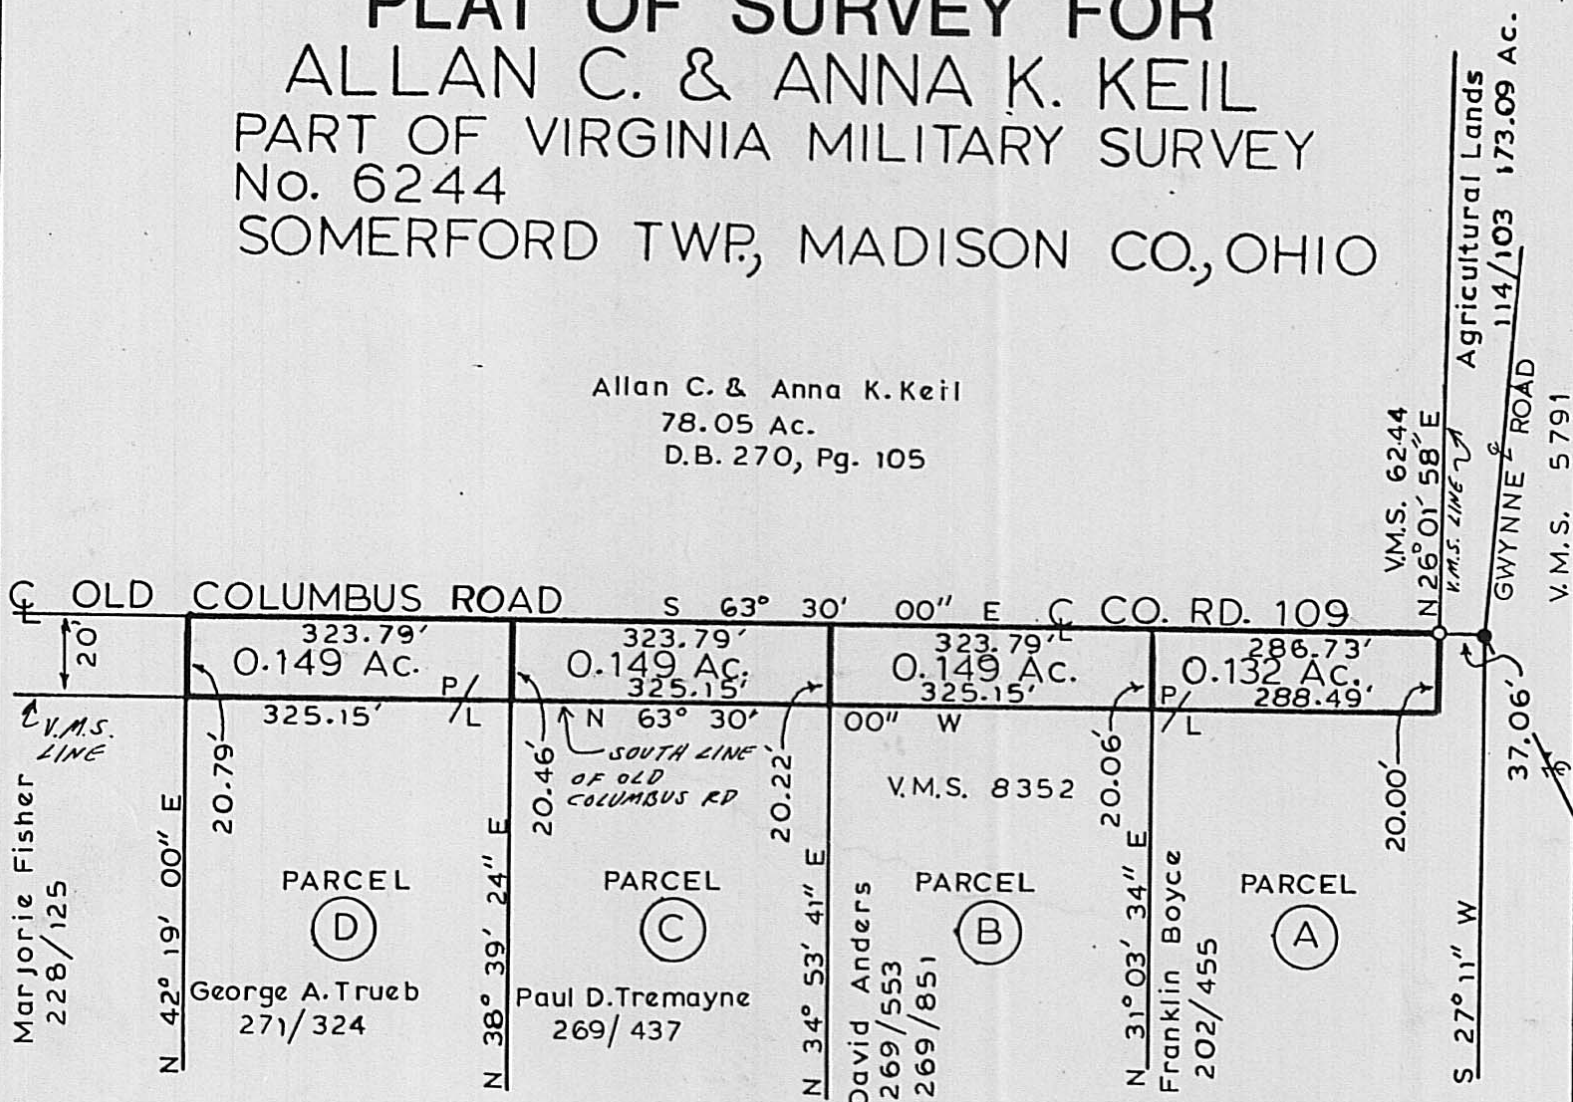 PLAT OF SURVEY FOR
ALLAN C. & ANNA K. KEIL
PART OF VIRGINIA MILITARY SURVEY
No. 6244
SOMERFORD TWP., MADISON CO., OHIO
Allan C. & Anna K. Keil
78.05 Ac.
D.B. 270, Pg. 105
Agricultural Lands
114/103 173.09 Ac.
V.M.S. 6244
N 26° 01' 58" E
V.M.S. LINE
GWYNNE ℄ ROAD
V.M.S. 5791
℄ OLD COLUMBUS ROAD S 63° 30' 00" E ℄ CO. RD. 109
20'
323.79'
0.149 AC.
P/L
325.15'
323.79'
0.149 AC.
325.15'
323.79'
0.149 AC.
325.15'
286.73'
0.132 AC.
288.49'
P/L
N 63° 30' 00" W
V.M.S.
LINE
SOUTH LINE
OF OLD
COLUMBUS RD
V.M.S. 8352
20.79'
20.46'
20.22'
20.06'
20.00'
37.06'
Marjorie Fisher
228/125
N 42° 19' 00" E
PARCEL
D
George A. Trueb
271/324
N 38° 39' 24" E
PARCEL
C
Paul D. Tremayne
269/437
N 34° 53' 41" E
David Anders
269/553
269/851
PARCEL
B
N 31° 03' 34" E
Franklin Boyce
202/455
PARCEL
A
S 27° 11" W